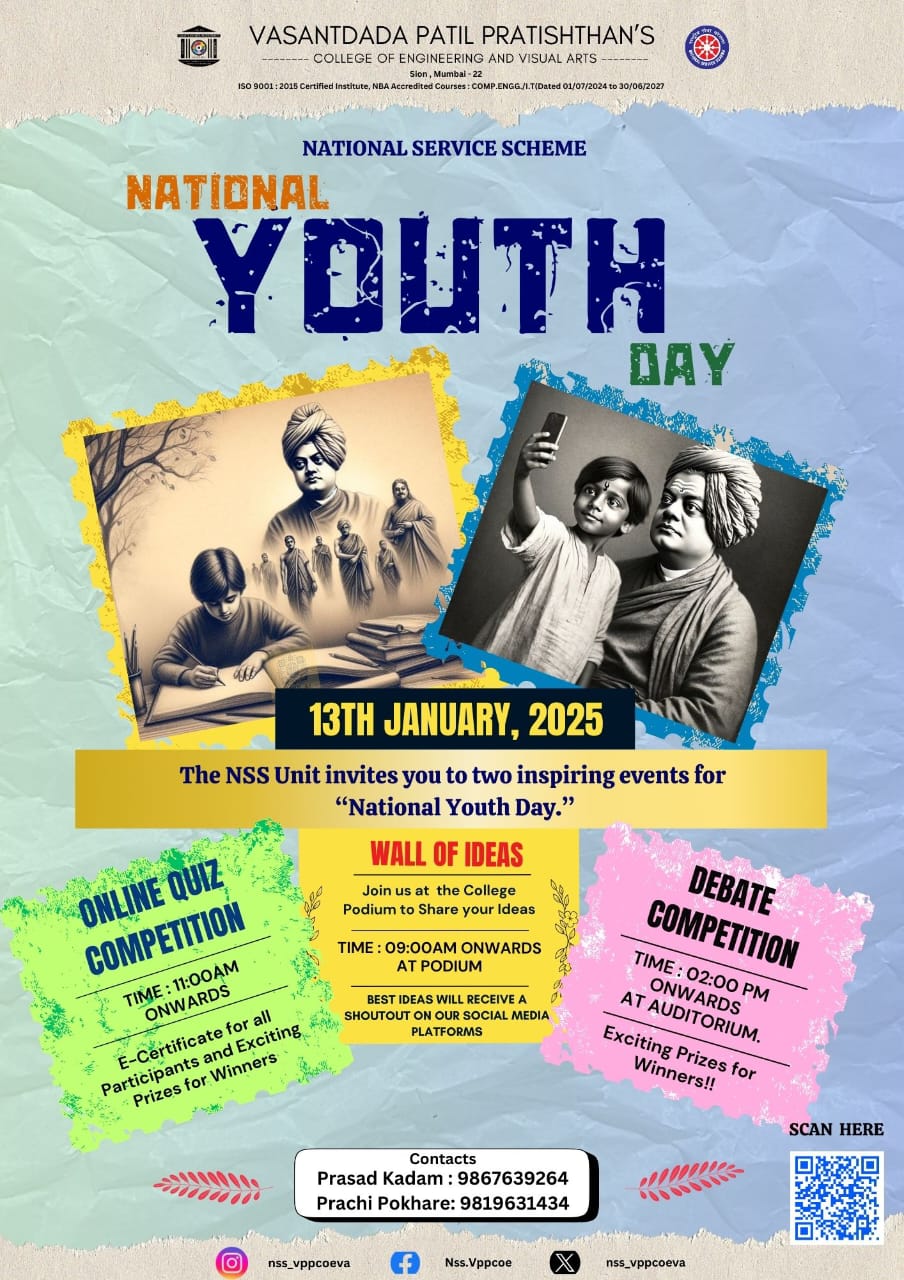 VASANTDADA PATIL PRATISHTHAN'S
-------- COLLEGE OF ENGINEERING AND VISUAL ARTS --------
Sion , Mumbai - 22
ISO 9001 : 2015 Certified Institute, NBA Accredited Courses : COMP.ENGG./I.T(Dated 01/07/2024 to 30/06/2027
NATIONAL SERVICE SCHEME
NATIONAL
YOUTH
DAY
13TH JANUARY, 2025
The NSS Unit invites you to two inspiring events for
“National Youth Day.”
ONLINE QUIZ
COMPETITION
TIME : 11:00AM
ONWARDS
E-Certificate for all
Participants and Exciting
Prizes for Winners
WALL OF IDEAS
Join us at the College
Podium to Share your Ideas
TIME : 09:00AM ONWARDS
AT PODIUM
BEST IDEAS WILL RECEIVE A
SHOUTOUT ON OUR SOCIAL MEDIA
PLATFORMS
DEBATE
COMPETITION
TIME : 02:00 PM
ONWARDS
AT AUDITORIUM.
Exciting Prizes for
Winners!!
SCAN HERE
Contacts
Prasad Kadam : 9867639264
Prachi Pokhare: 9819631434
nss_vppcoeva
Nss.Vppcoe
nss_vppcoeva